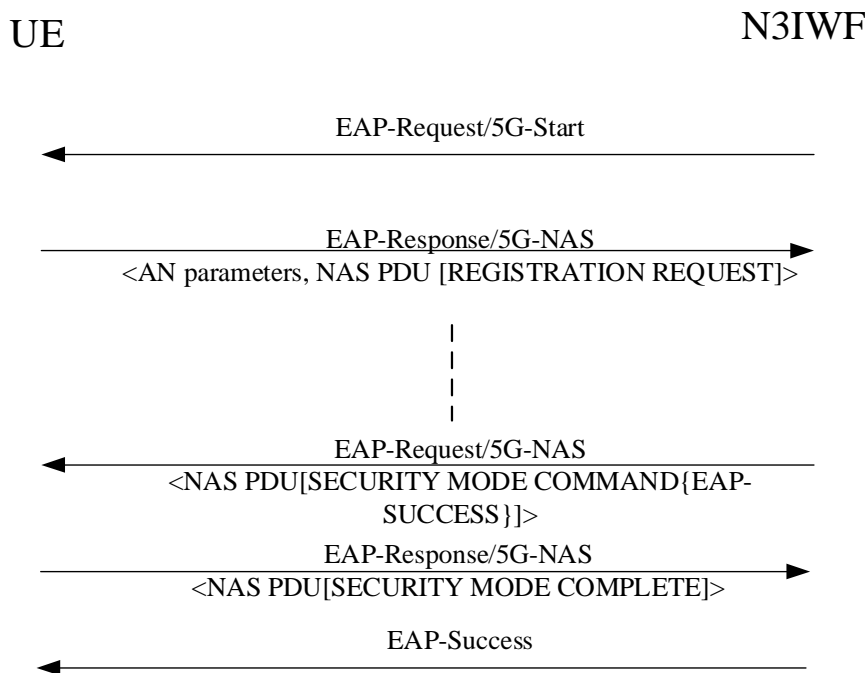 UE
N3IWF
EAP-Request/5G-Start
EAP-Response/5G-NAS
<AN parameters, NAS PDU [REGISTRATION REQUEST]>
EAP-Request/5G-NAS
<NAS PDU[SECURITY MODE COMMAND{EAP-
SUCCESS}]>
EAP-Response/5G-NAS
<NAS PDU[SECURITY MODE COMPLETE]>
EAP-Success